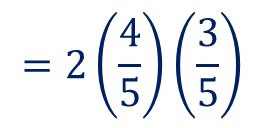 = 2 (4/5) (3/5)